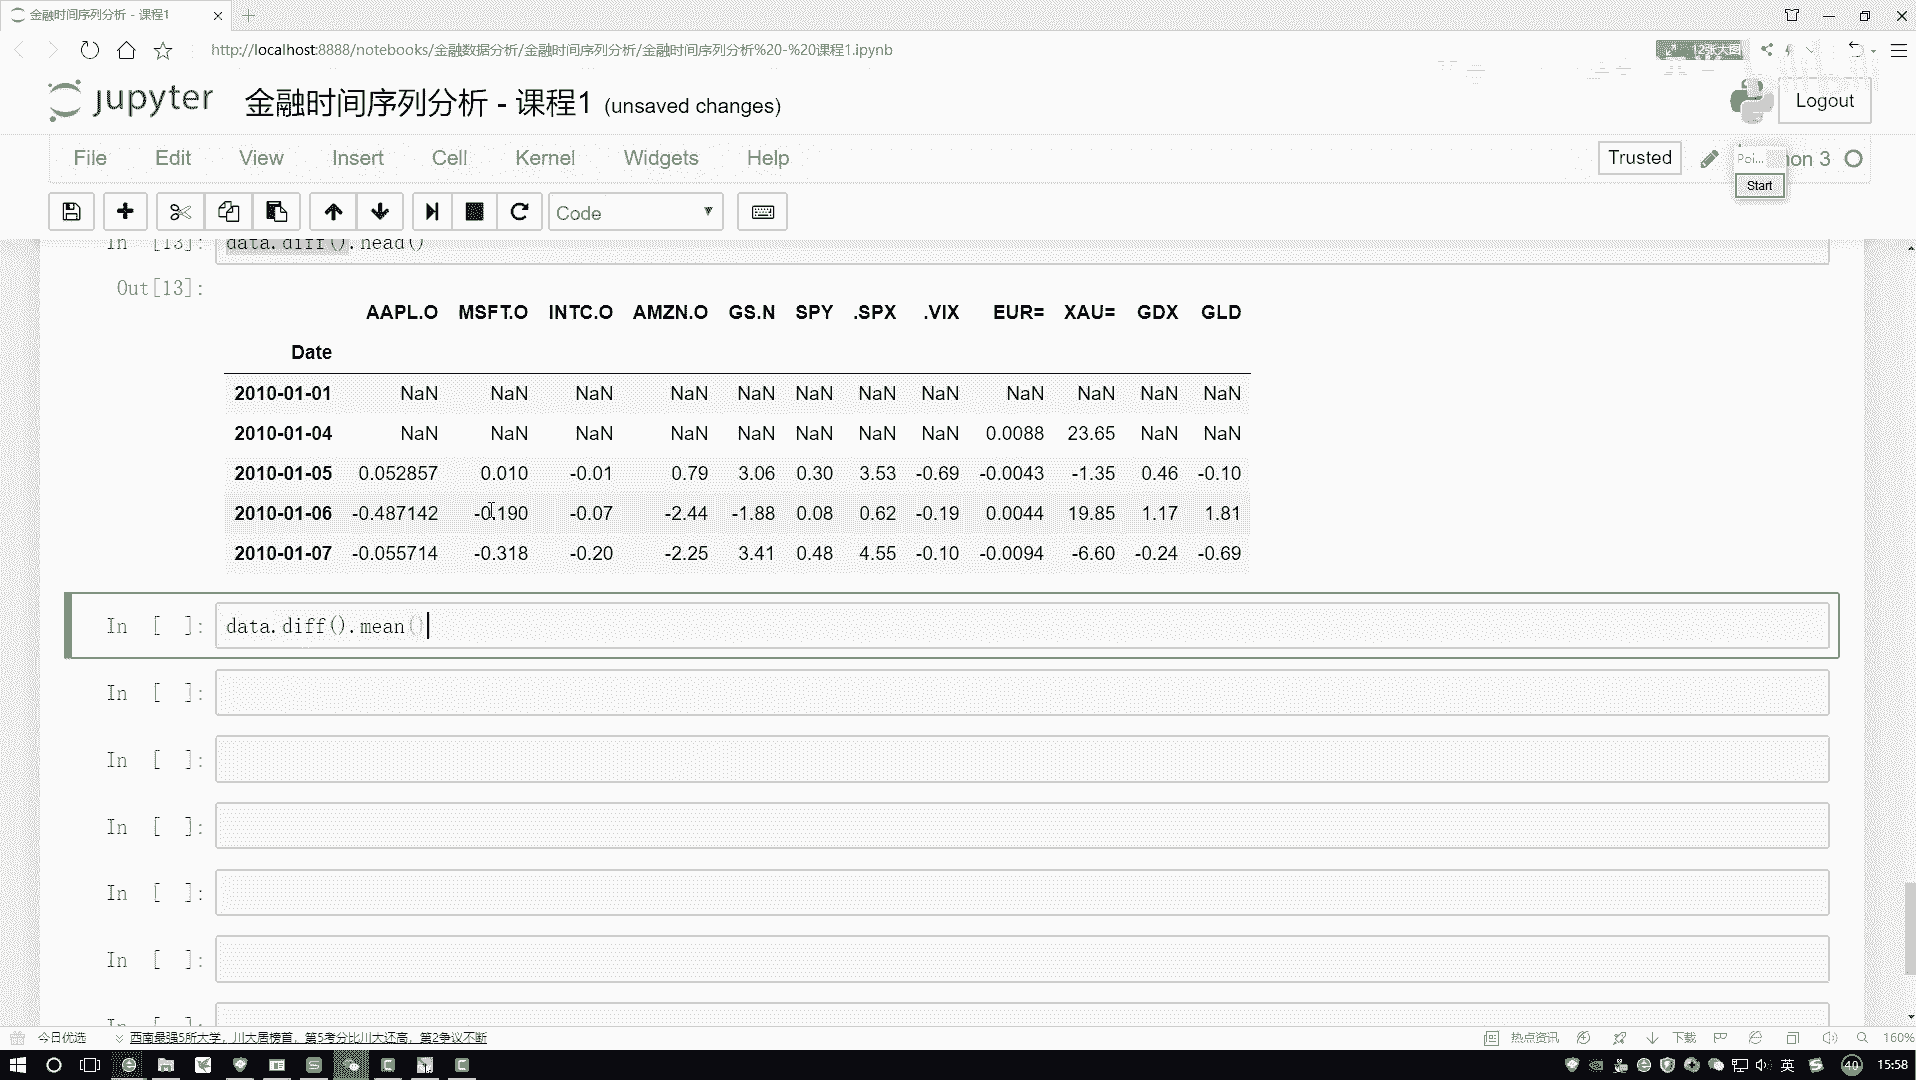 金融时间序列分析 - 课程1
http://localhost:8888/notebooks/金融数据分析/金融时间序列分析/金融时间序列分析%20-%20课程1.ipynb
12张大图
jupyter 金融时间序列分析 - 课程1 (unsaved changes)
Logout
File Edit View Insert Cell Kernel Widgets Help
Trusted
Poi...
hon 3
Start
Code
In [13]: data.diff().head()
Out[13]:
AAPL.O MSFT.O INTC.O AMZN.O GS.N SPY .SPX .VIX EUR= XAU= GDX GLD
Date
2010-01-01 NaN NaN NaN NaN NaN NaN NaN NaN NaN NaN NaN NaN
2010-01-04 NaN NaN NaN NaN NaN NaN NaN NaN 0.0088 23.65 NaN NaN
2010-01-05 0.052857 0.010 -0.01 0.79 3.06 0.30 3.53 -0.69 -0.0043 -1.35 0.46 -0.10
2010-01-06 -0.487142 -0.190 -0.07 -2.44 -1.88 0.08 0.62 -0.19 0.0044 19.85 1.17 1.81
2010-01-07 -0.055714 -0.318 -0.20 -2.25 3.41 0.48 4.55 -0.10 -0.0094 -6.60 -0.24 -0.69
In [ ]: data.diff().mean()
In [ ]:
In [ ]:
In [ ]:
In [ ]:
In [ ]:
In [ ]:
今日优选 西南最强5所大学，川大居榜首，第5考分比川大还高，第2争议不断
热点资讯 下载 160%
英 40 15:58